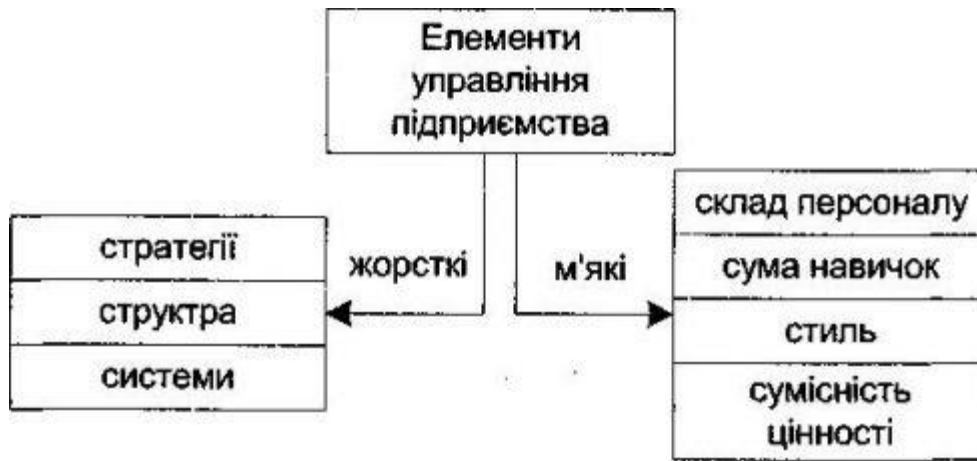 Елементи
управління
підприємства
жорсткі
м'які
стратегії
структра
системи
склад персоналу
сума навичок
стиль
сумісність
цінності